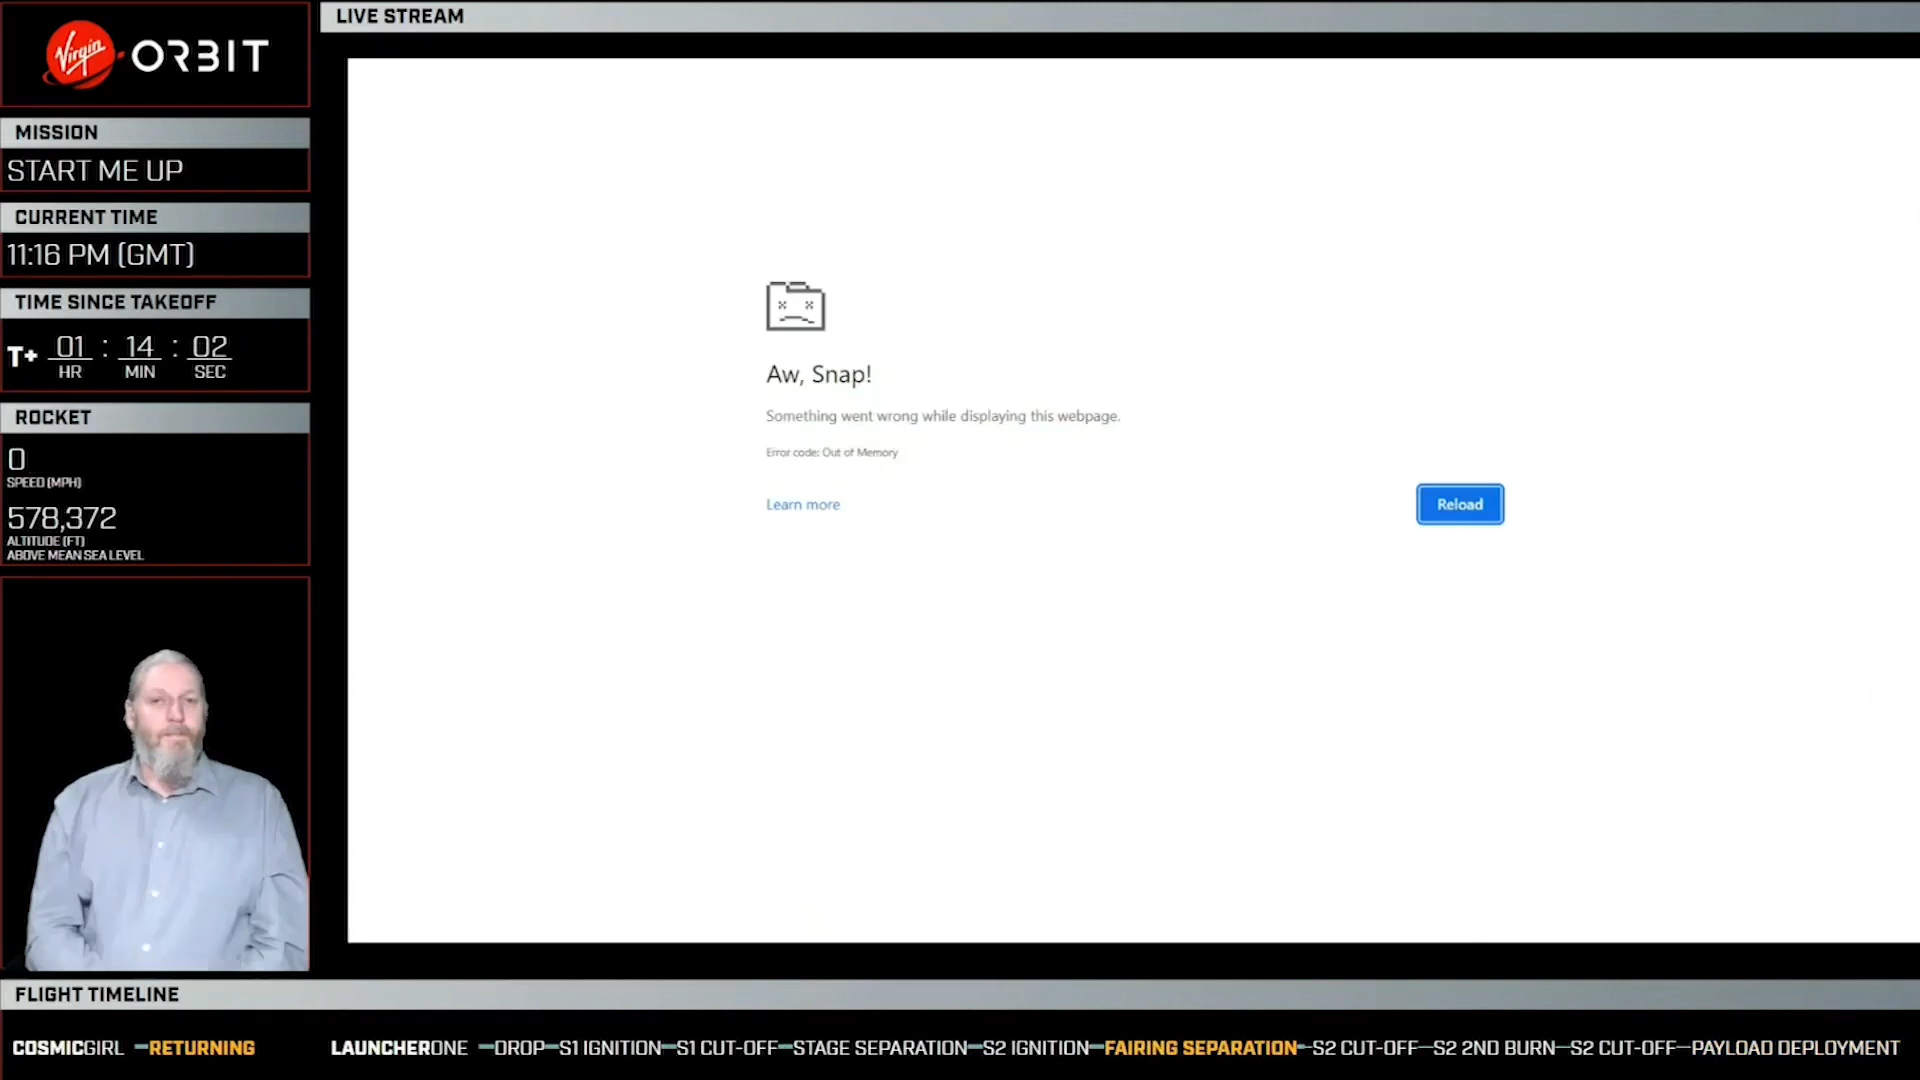 Virgin ORBIT
LIVE STREAM
MISSION
START ME UP
CURRENT TIME
11:16 PM (GMT)
TIME SINCE TAKEOFF
T+ 01 : 14 : 02
HR MIN SEC
ROCKET
0
SPEED (MPH)
578,372
ALTITUDE (FT)
ABOVE MEAN SEA LEVEL
Aw, Snap!
Something went wrong while displaying this webpage.
Error code: Out of Memory
Learn more
Reload
FLIGHT TIMELINE
COSMICGIRL –RETURNING
LAUNCHERONE –DROP–S1 IGNITION–S1 CUT-OFF–STAGE SEPARATION–S2 IGNITION–FAIRING SEPARATION–S2 CUT-OFF–S2 2ND BURN–S2 CUT-OFF–PAYLOAD DEPLOYMENT